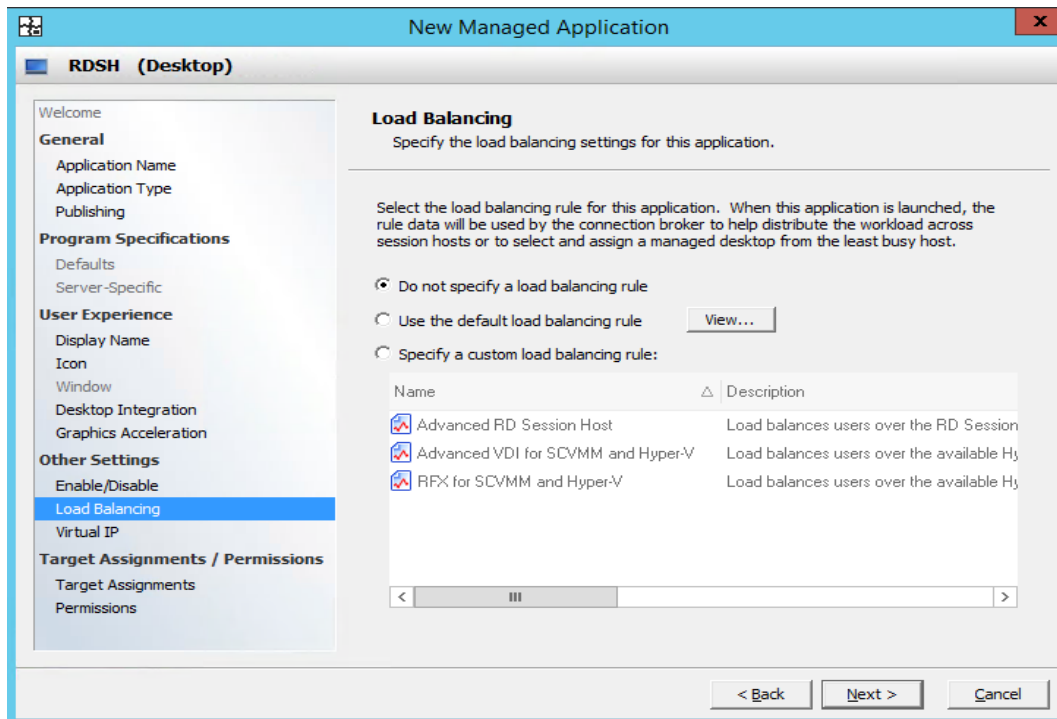 New Managed Application
x
RDSH (Desktop)
Welcome
General
Application Name
Application Type
Publishing
Program Specifications
Defaults
Server-Specific
User Experience
Display Name
Icon
Window
Desktop Integration
Graphics Acceleration
Other Settings
Enable/Disable
Load Balancing
Virtual IP
Target Assignments / Permissions
Target Assignments
Permissions
Load Balancing
Specify the load balancing settings for this application.
Select the load balancing rule for this application. When this application is launched, the
rule data will be used by the connection broker to help distribute the workload across
session hosts or to select and assign a managed desktop from the least busy host.
Do not specify a load balancing rule
Use the default load balancing rule View...
Specify a custom load balancing rule:
Name Description
Advanced RD Session Host Load balances users over the RD Session
Advanced VDI for SCVMM and Hyper-V Load balances users over the available Hy
RFX for SCVMM and Hyper-V Load balances users over the available Hy
< Back Next > Cancel